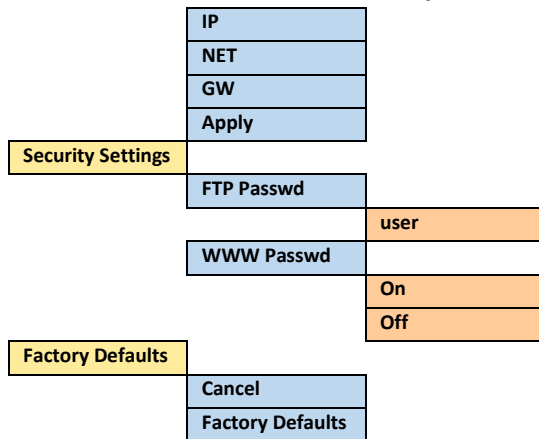 IP
NET
GW
Apply
Security Settings
FTP Passwd
user
WWW Passwd
On
Off
Factory Defaults
Cancel
Factory Defaults